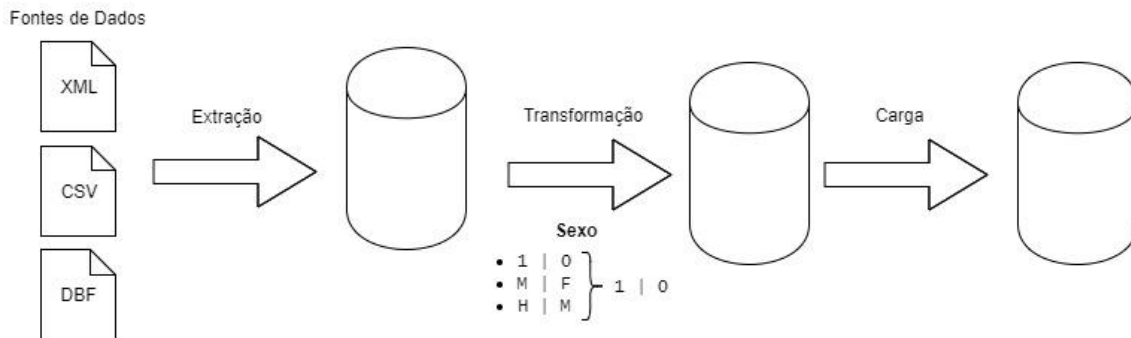 Fontes de Dados
XML
Extração
Transformação
Carga
CSV
Sexo
• 1 | 0
• M | F
1 | 0
• H | M
DBF